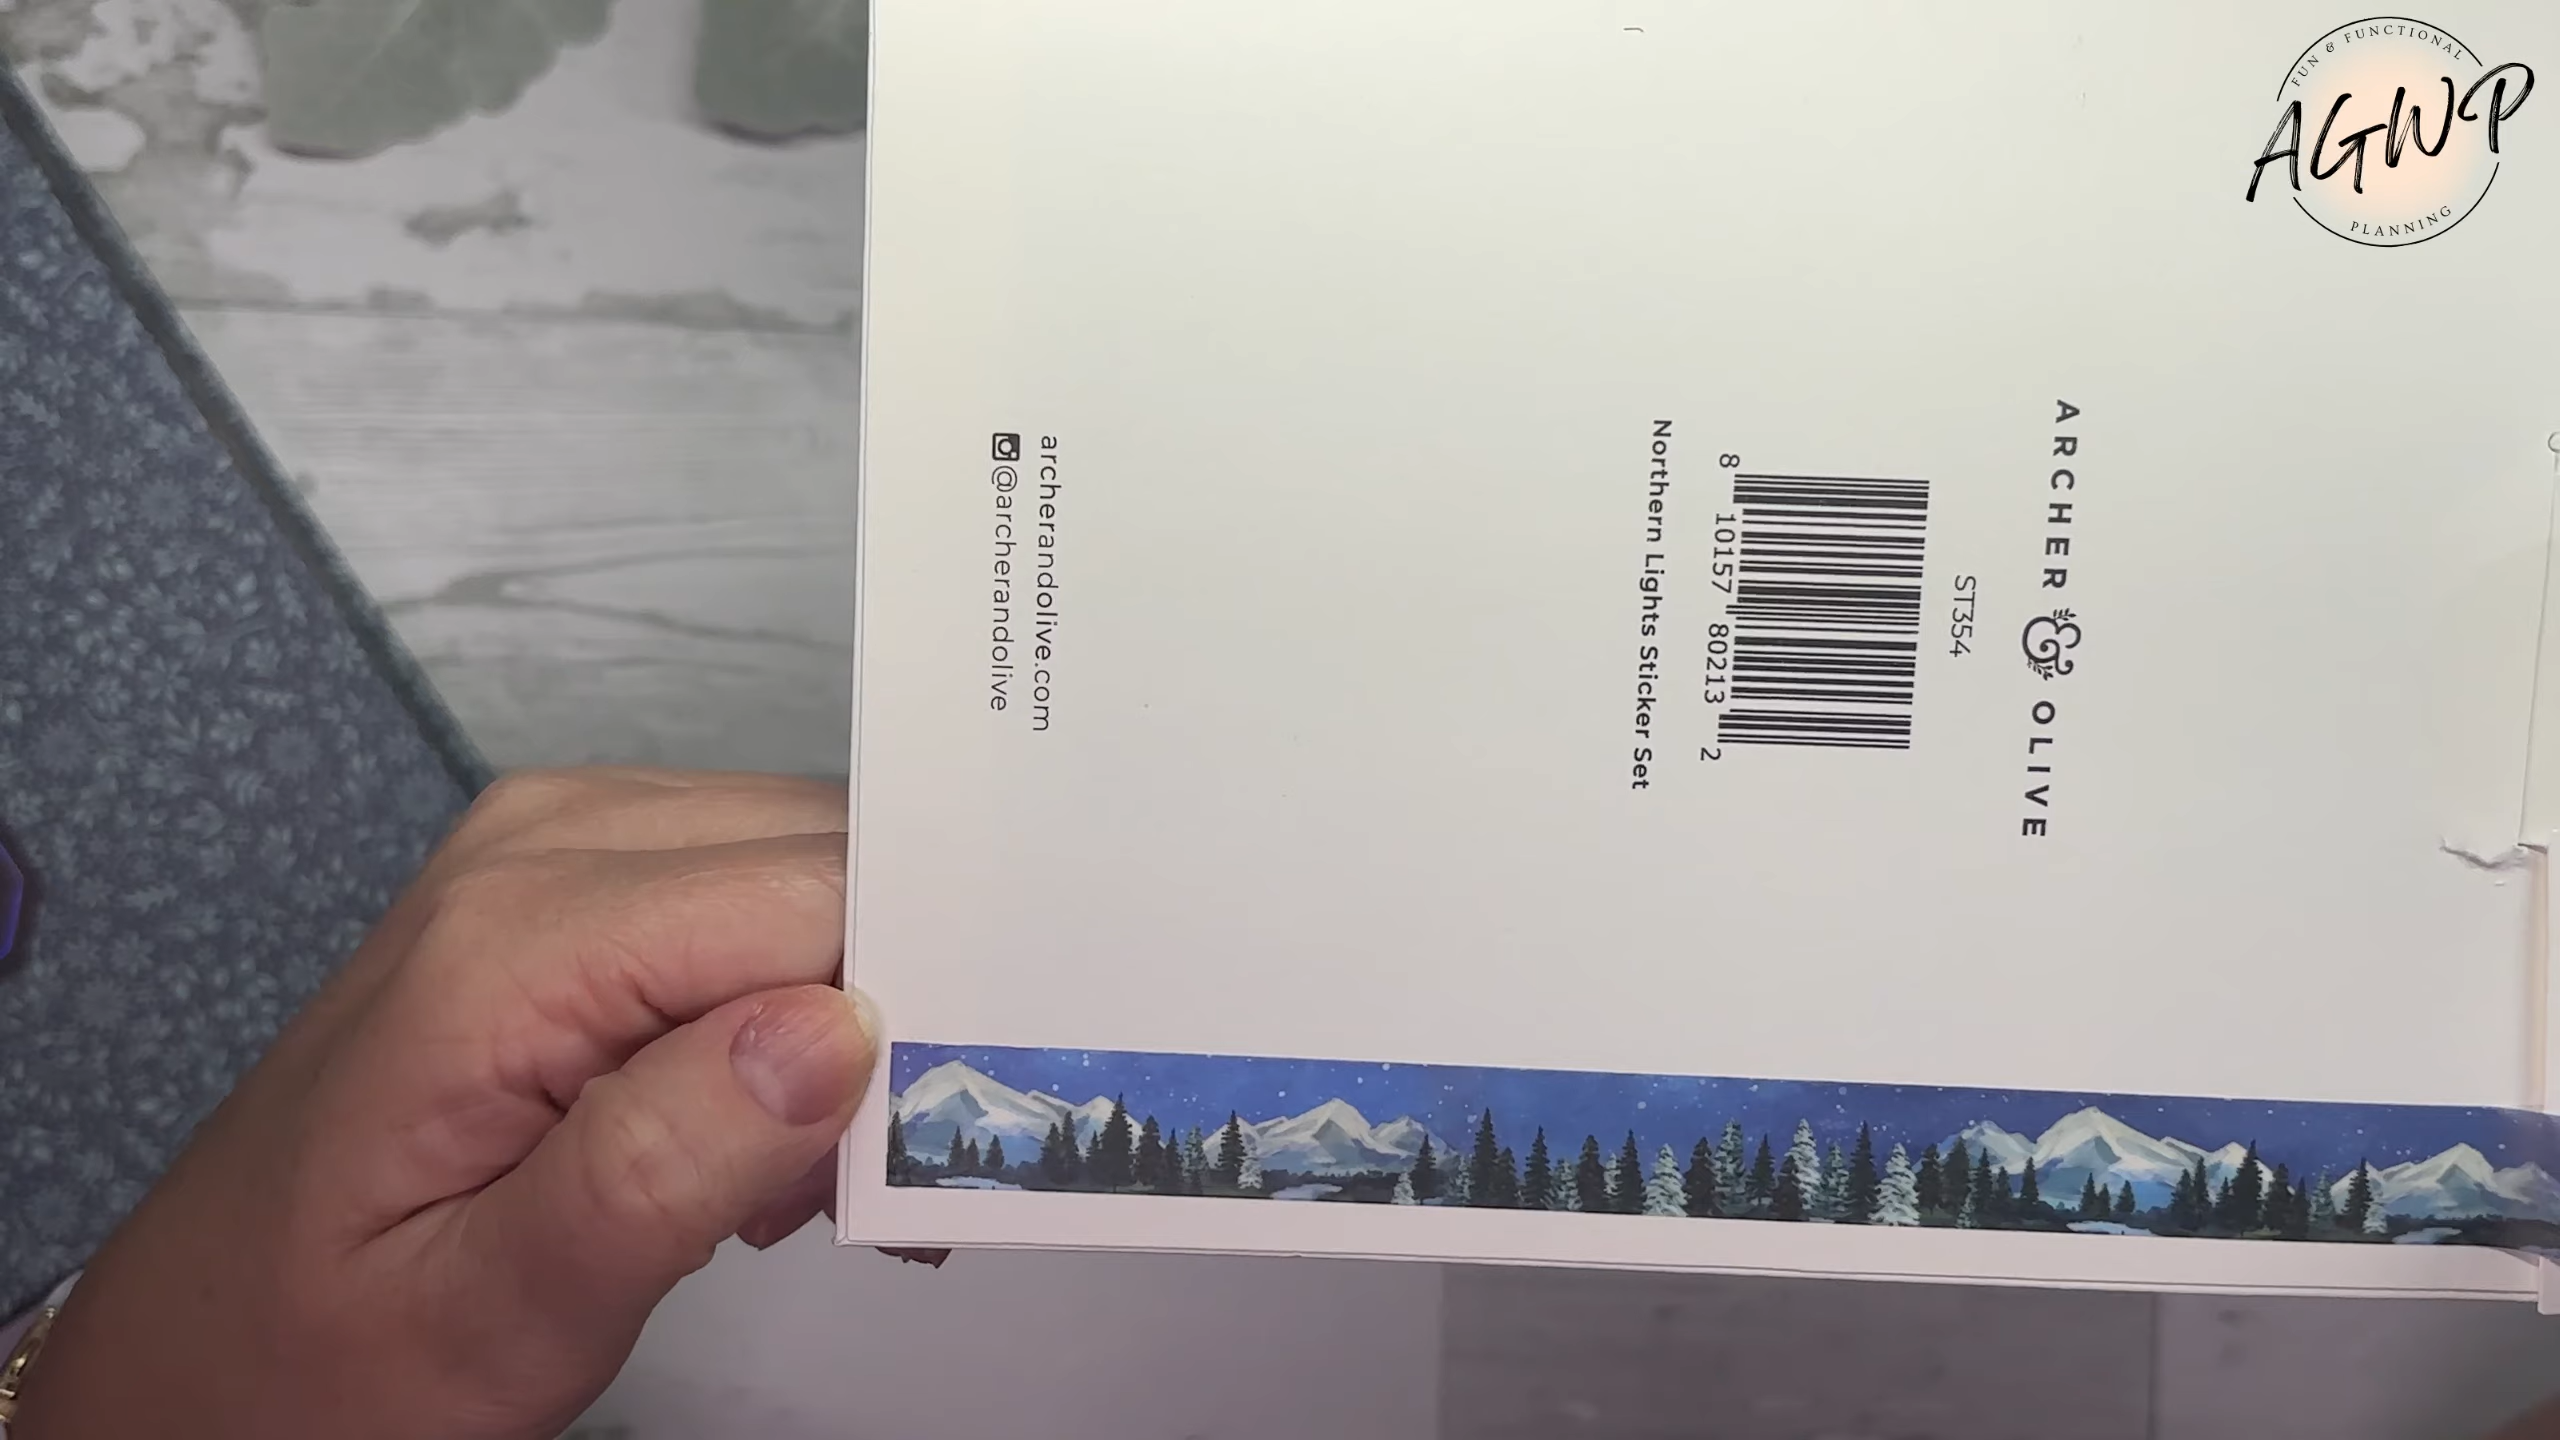 FUN & FUNCTIONAL
AGWP
PLANNING
ARCHER & OLIVE
ST354
8 10157 80213 2
Northern Lights Sticker Set
archerandolive.com
@archerandolive